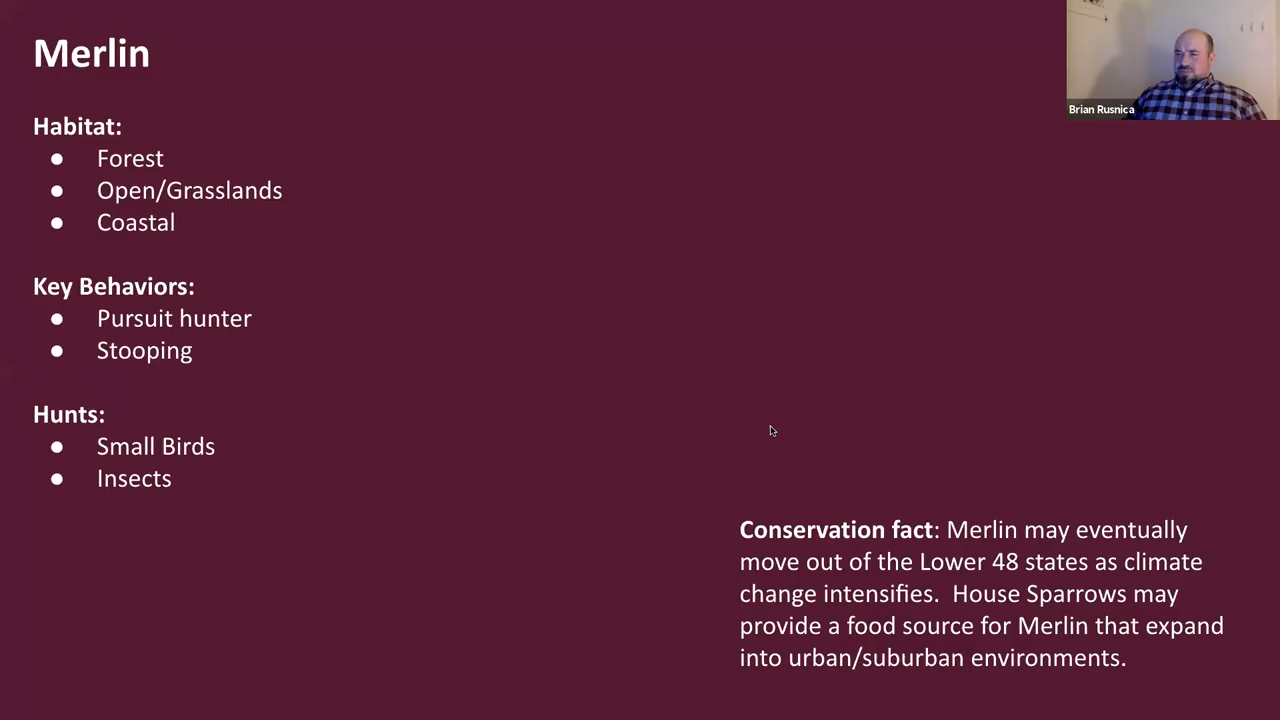 Merlin
Brian Rusnica
Habitat:
● Forest
● Open/Grasslands
● Coastal
Key Behaviors:
● Pursuit hunter
● Stooping
Hunts:
● Small Birds
● Insects
Conservation fact: Merlin may eventually
move out of the Lower 48 states as climate
change intensifies.  House Sparrows may
provide a food source for Merlin that expand
into urban/suburban environments.